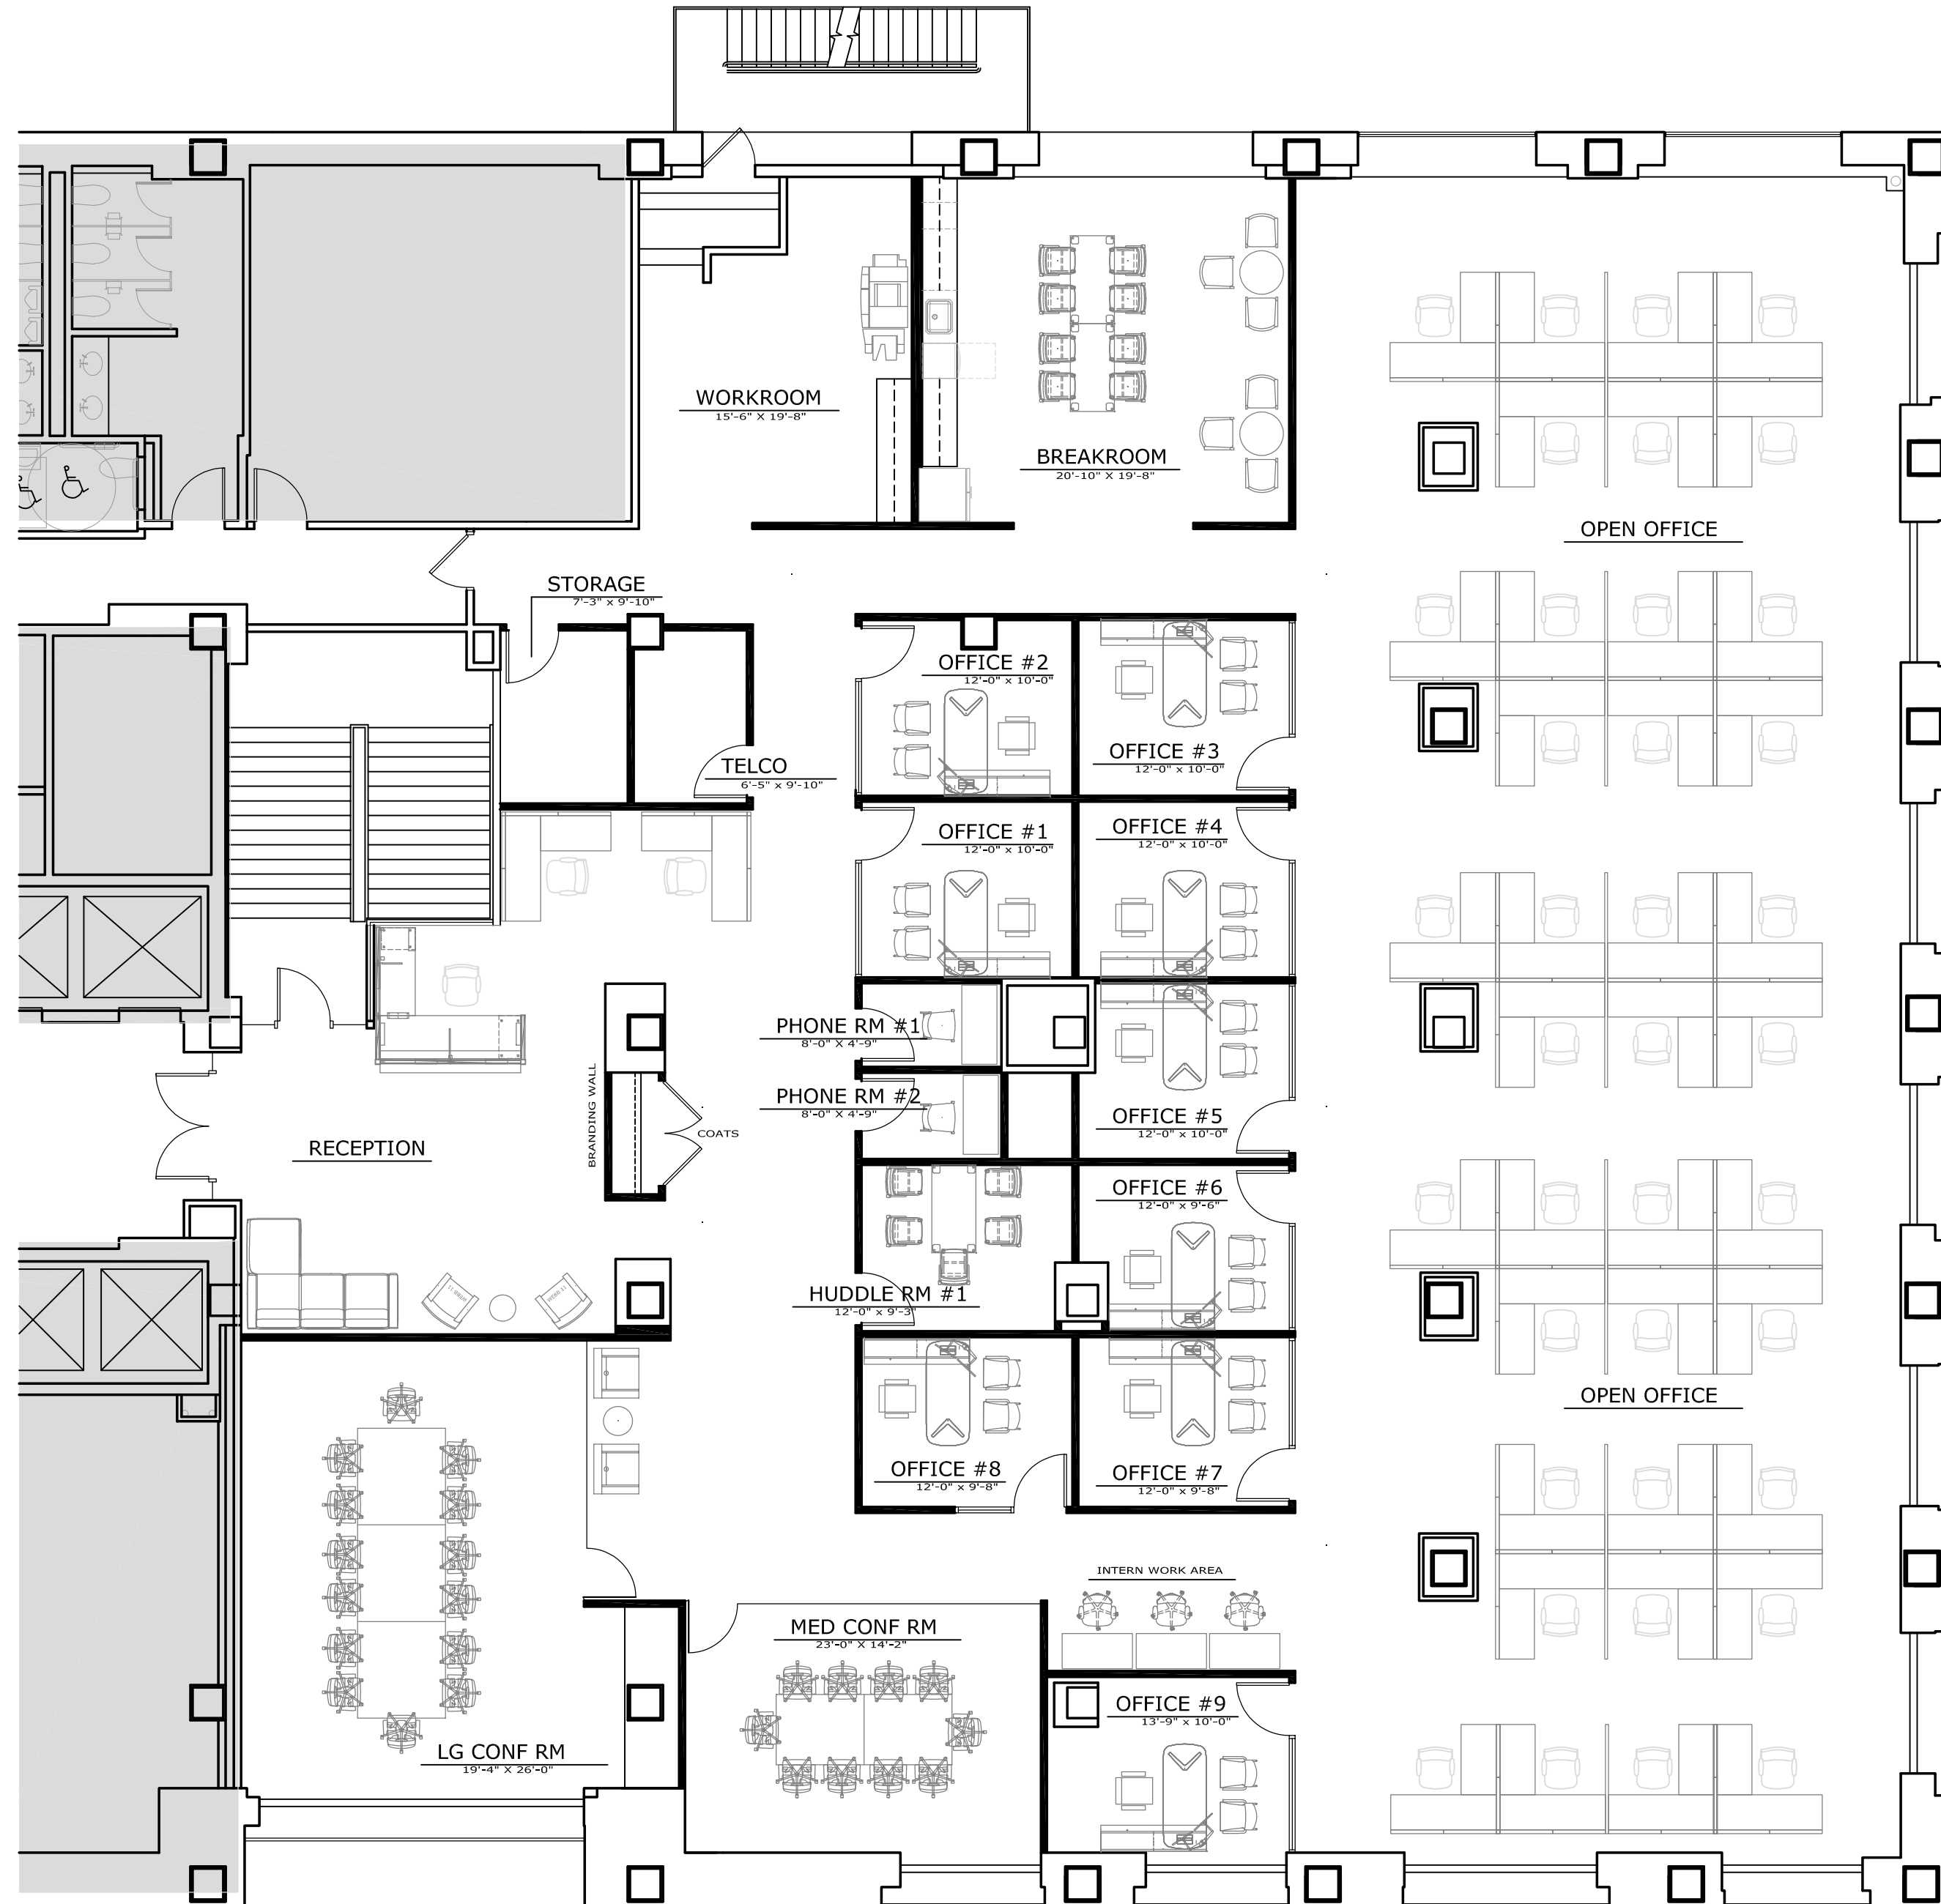 WORKROOM
15'-6" X 19'-8"
BREAKROOM
20'-10" X 19'-8"
OPEN OFFICE
STORAGE
7'-3" x 9'-10"
OFFICE #2
12'-0" x 10'-0"
OFFICE #3
12'-0" x 10'-0"
TELCO
6'-5" x 9'-10"
OFFICE #1
12'-0" x 10'-0"
OFFICE #4
12'-0" x 10'-0"
PHONE RM #1
8'-0" X 4'-9"
PHONE RM #2
8'-0" X 4'-9"
OFFICE #5
12'-0" x 10'-0"
BRANDING WALL
COATS
RECEPTION
OFFICE #6
12'-0" x 9'-6"
HUDDLE RM #1
12'-0" x 9'-3"
OPEN OFFICE
OFFICE #8
12'-0" x 9'-8"
OFFICE #7
12'-0" x 9'-8"
INTERN WORK AREA
MED CONF RM
23'-0" X 14'-2"
OFFICE #9
13'-9" x 10'-0"
LG CONF RM
19'-4" X 26'-0"